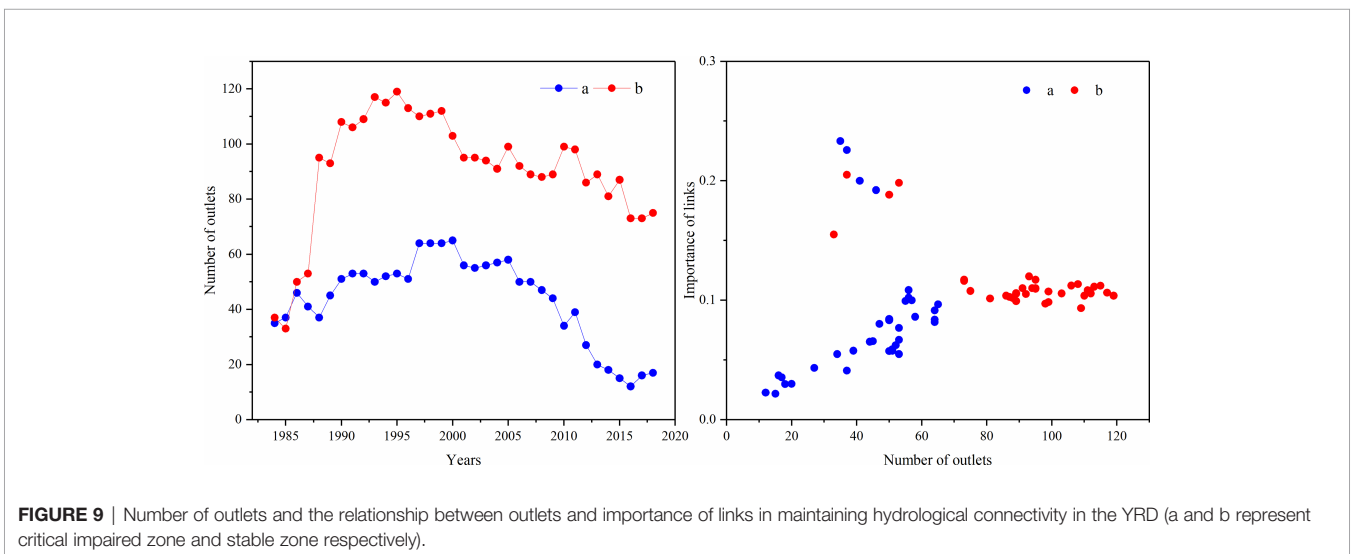 a b
120
100
80
60
40
20
0
Number of outlets
1985 1990 1995 2000 2005 2010 2015 2020
Years
a b
0.3
0.2
0.1
0.0
Importance of links
0 20 40 60 80 100 120
Number of outlets
FIGURE 9 | Number of outlets and the relationship between outlets and importance of links in maintaining hydrological connectivity in the YRD (a and b represent
critical impaired zone and stable zone respectively).